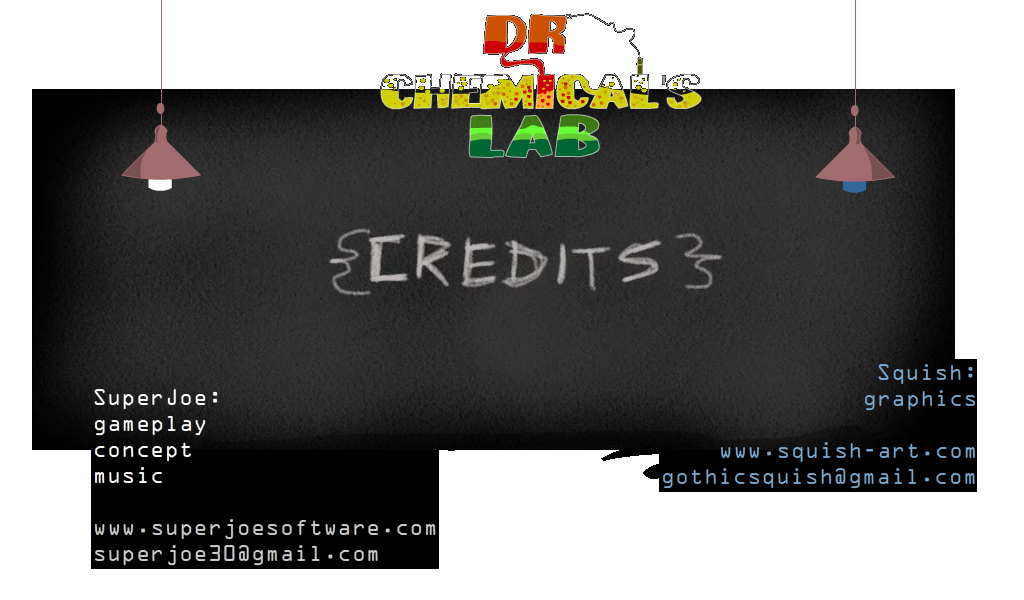 DR
CHEMICAL'S
LAB
{CREDITS}
SuperJoe:
gameplay
concept
music
www.superjoesoftware.com
superjoe30@gmail.com
Squish:
graphics
www.squish-art.com
gothicsquish@gmail.com